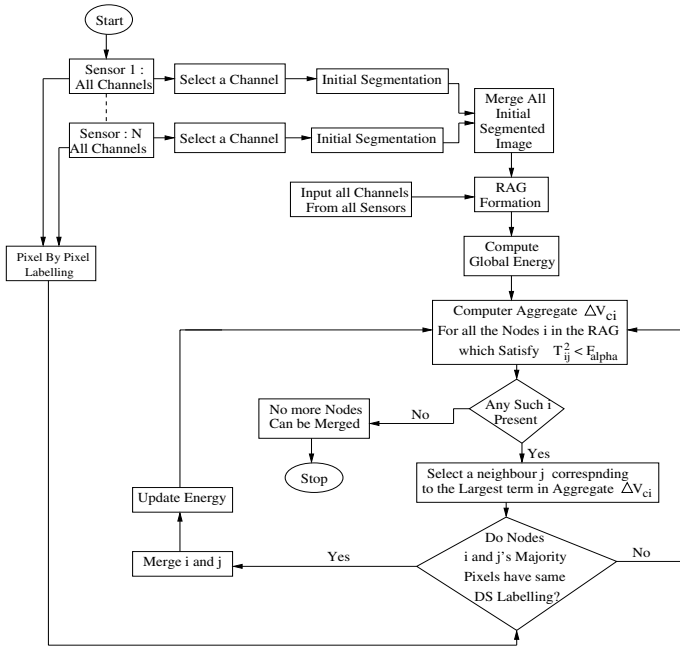 Start
Sensor 1 :
All Channels
Select a Channel
Initial Segmentation
Merge All
Initial
Segmented
Image
Sensor : N
All Channels
Select a Channel
Initial Segmentation
Input all Channels
From all Sensors
RAG
Formation
Pixel By Pixel
Labelling
Compute
Global Energy
Computer Aggregate △V_ci
For all the Nodes i in the RAG
which Satisfy T²_ij < F_alpha
No more Nodes
Can be Merged
No
Any Such i
Present
Yes
Stop
Select a neighbour j correspnding
to the Largest term in Aggregate △V_ci
Update Energy
Merge i and j
Yes
Do Nodes
i and j's Majority
Pixels have same
DS Labelling?
No